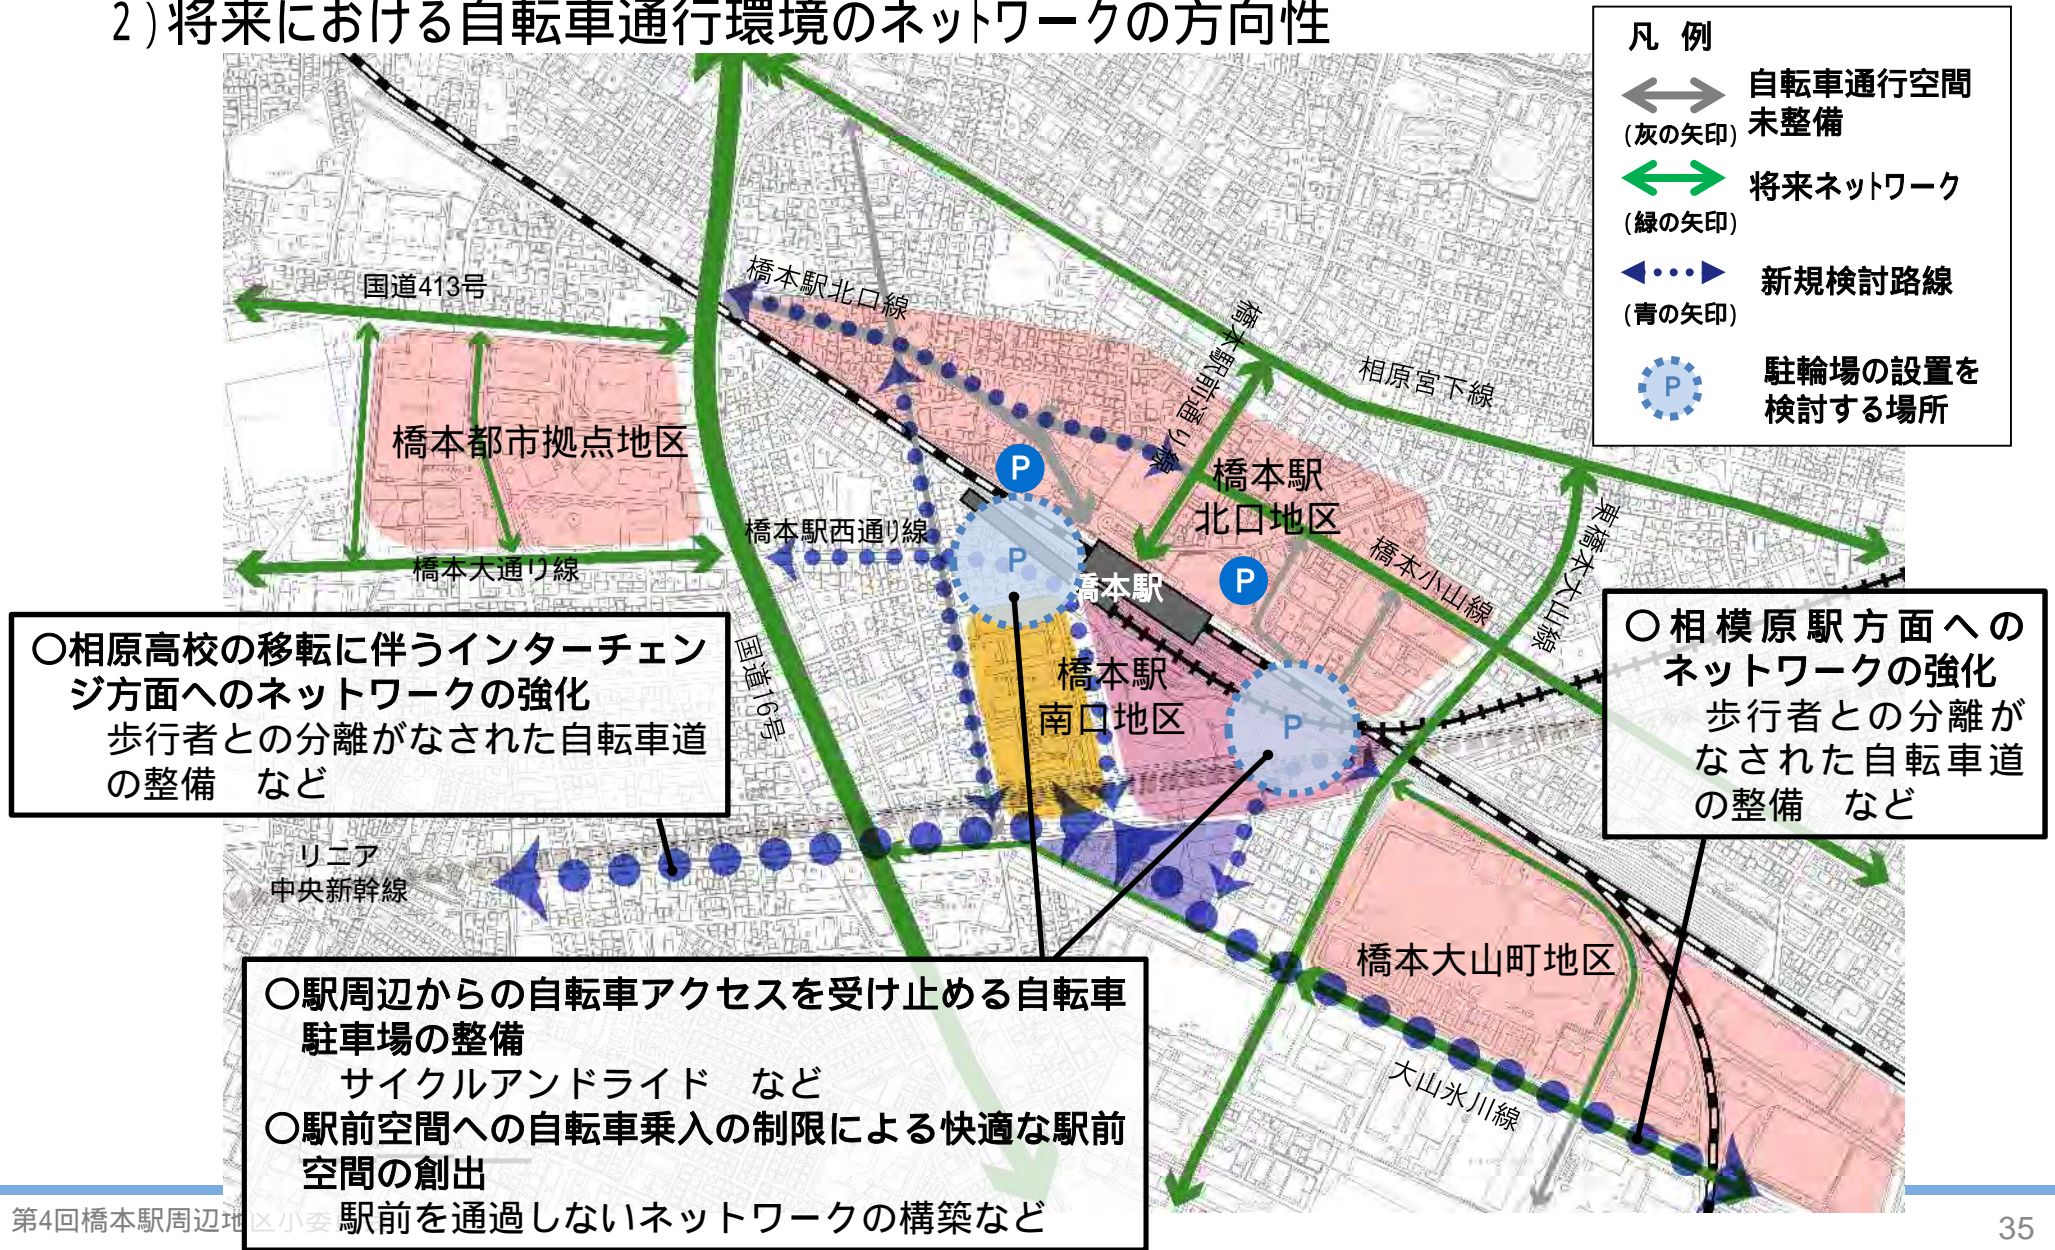 2)将来における自転車通行環境のネットワークの方向性
凡 例
自転車通行空間
未整備
(灰の矢印)
将来ネットワーク
(緑の矢印)
新規検討路線
(青の矢印)
P
駐輪場の設置を
検討する場所
国道413号
橋本駅北口線
橋本駅前通り線
相原宮下線
橋本都市拠点地区
P
橋本駅
北口地区
東橋本大山線
橋本駅西通り線
橋本大通り線
P
橋本駅
P
橋本小山線
国道16号
橋本駅
南口地区
P
〇相原高校の移転に伴うインターチェン
ジ方面へのネットワークの強化
歩行者との分離がなされた自転車道
の整備 など
〇相模原駅方面への
ネットワークの強化
歩行者との分離が
なされた自転車道
の整備 など
リニア
中央新幹線
橋本大山町地区
大山氷川線
〇駅周辺からの自転車アクセスを受け止める自転車
駐車場の整備
サイクルアンドライド など
〇駅前空間への自転車乗入の制限による快適な駅前
空間の創出
駅前を通過しないネットワークの構築など
第4回橋本駅周辺地区小委
35